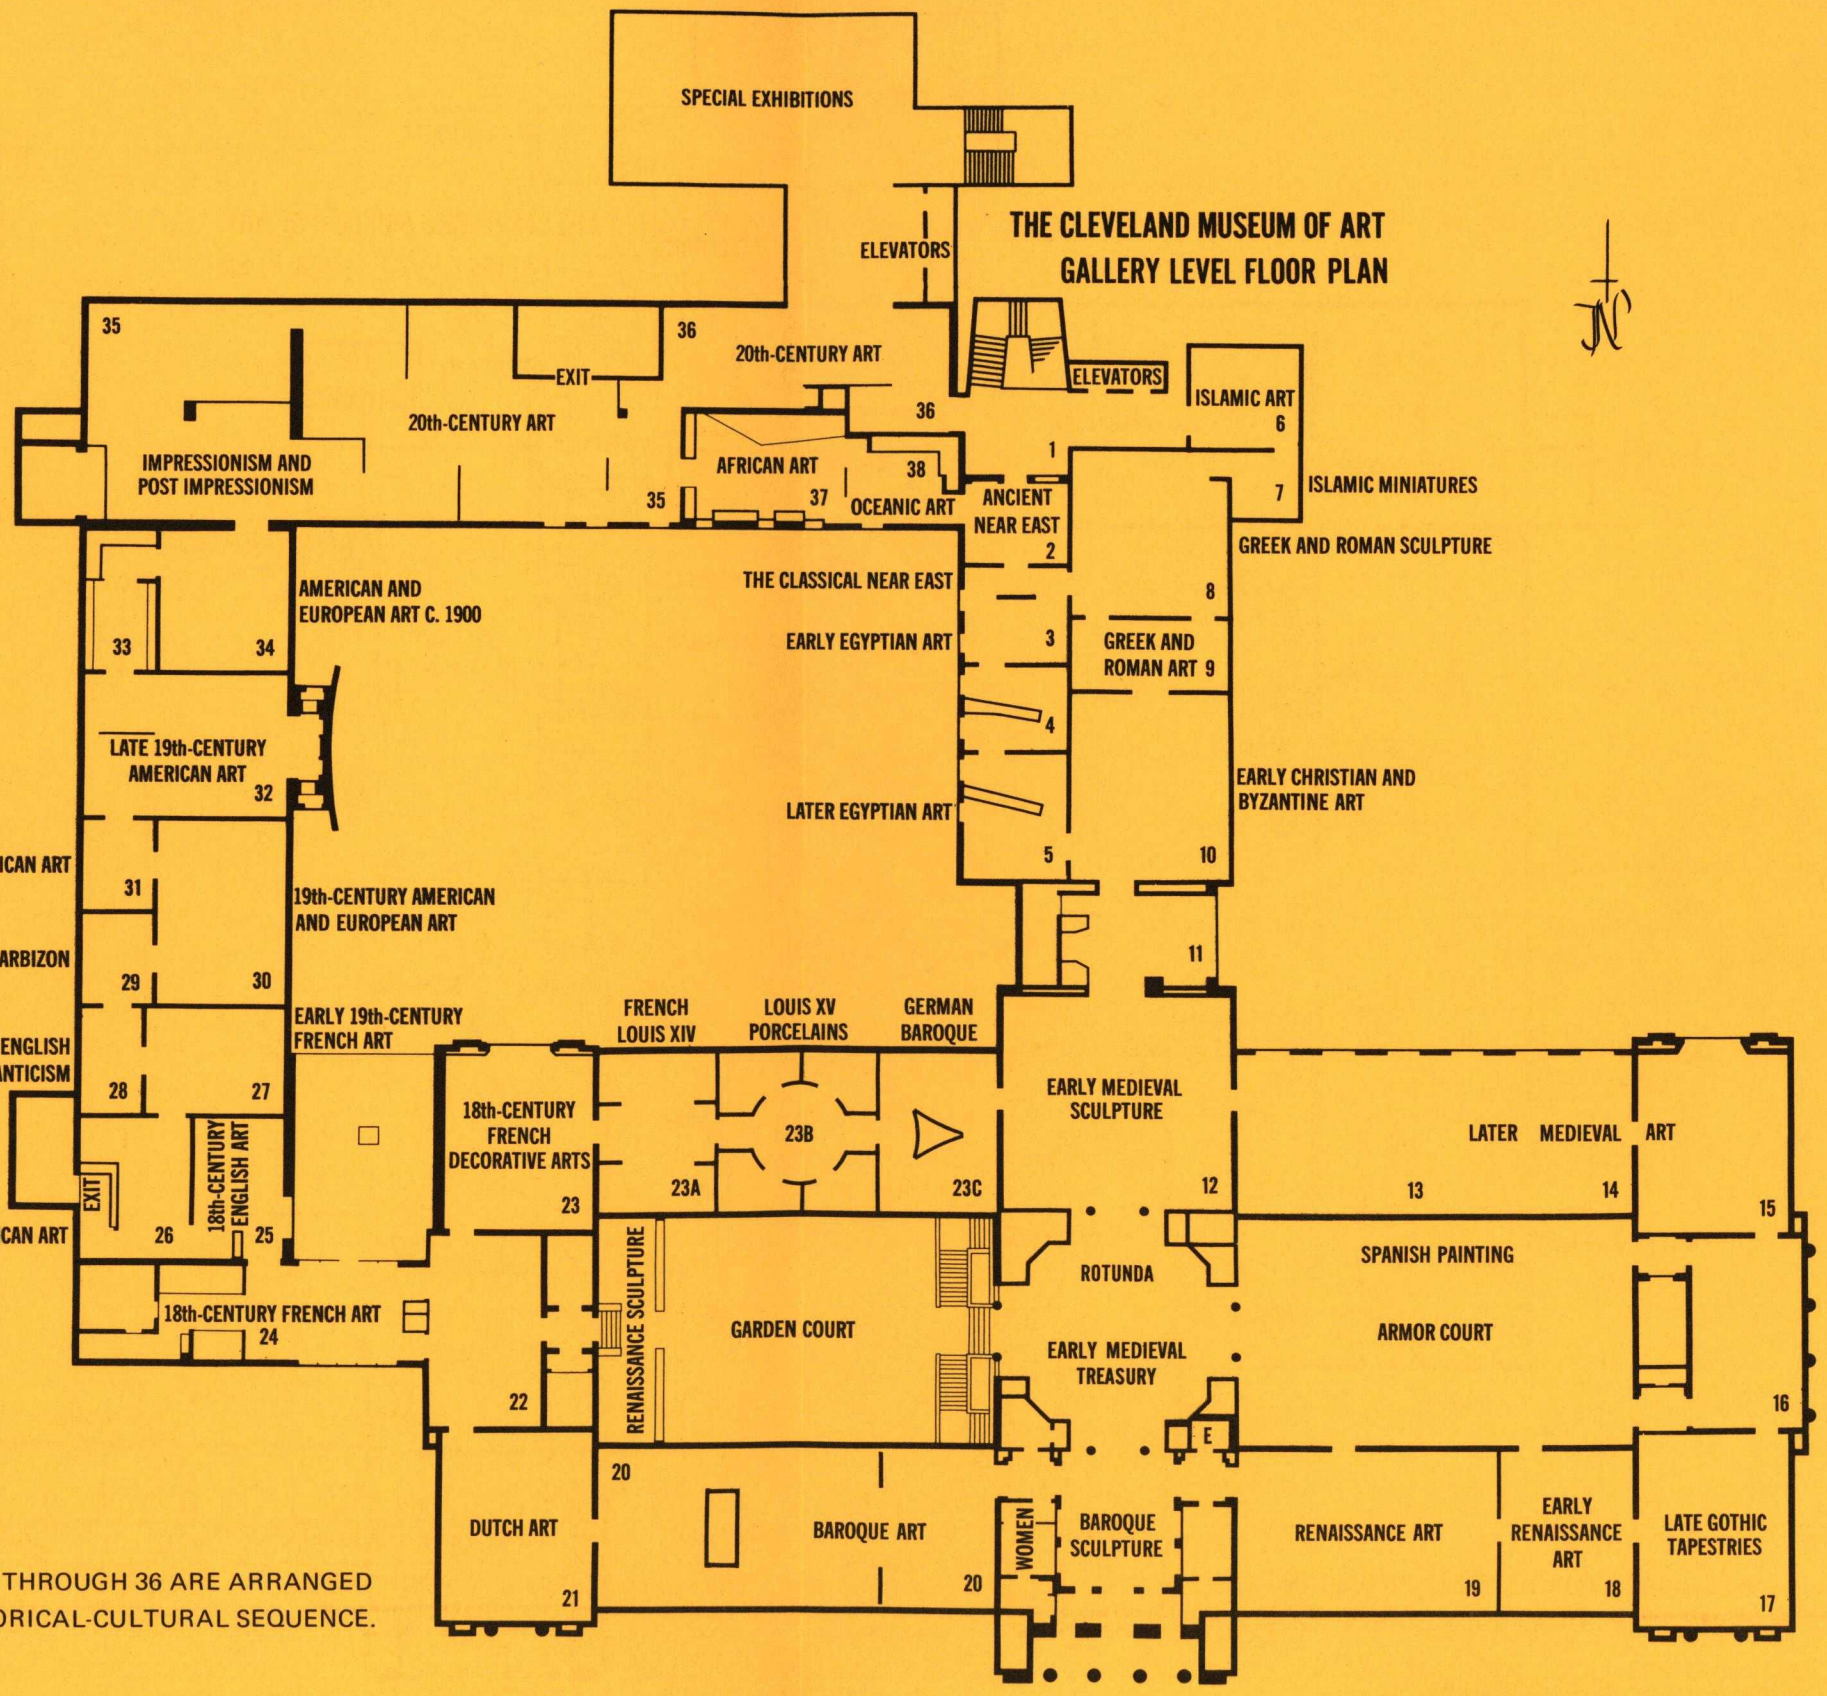 SPECIAL EXHIBITIONS
ELEVATORS
THE CLEVELAND MUSEUM OF ART
GALLERY LEVEL FLOOR PLAN
N
35
36
20th-CENTURY ART
EXIT
ELEVATORS
ISLAMIC ART
6
36
20th-CENTURY ART
1
IMPRESSIONISM AND
POST IMPRESSIONISM
35
AFRICAN ART
37
38
OCEANIC ART
ANCIENT
NEAR EAST
2
7
ISLAMIC MINIATURES
GREEK AND ROMAN SCULPTURE
8
THE CLASSICAL NEAR EAST
AMERICAN AND
EUROPEAN ART C. 1900
33
34
EARLY EGYPTIAN ART
3
GREEK AND
ROMAN ART 9
4
LATE 19th-CENTURY
AMERICAN ART
32
LATER EGYPTIAN ART
5
EARLY CHRISTIAN AND
BYZANTINE ART
10
ICAN ART
31
19th-CENTURY AMERICAN
AND EUROPEAN ART
11
ARBIZON
29
30
EARLY 19th-CENTURY
FRENCH ART
FRENCH
LOUIS XIV
LOUIS XV
PORCELAINS
GERMAN
BAROQUE
ENGLISH
ANTICISM
28
27
18th-CENTURY
FRENCH
DECORATIVE ARTS
23
23A
23B
23C
EARLY MEDIEVAL
SCULPTURE
12
LATER MEDIEVAL ART
13
14
15
EXIT
18th-CENTURY
ENGLISH ART
CAN ART
26
25
RENAISSANCE SCULPTURE
ROTUNDA
SPANISH PAINTING
18th-CENTURY FRENCH ART
24
GARDEN COURT
EARLY MEDIEVAL
TREASURY
ARMOR COURT
22
16
E
20
DUTCH ART
21
BAROQUE ART
20
WOMEN
BAROQUE
SCULPTURE
RENAISSANCE ART
19
EARLY
RENAISSANCE
ART
18
LATE GOTHIC
TAPESTRIES
17
THROUGH 36 ARE ARRANGED
ORICAL-CULTURAL SEQUENCE.